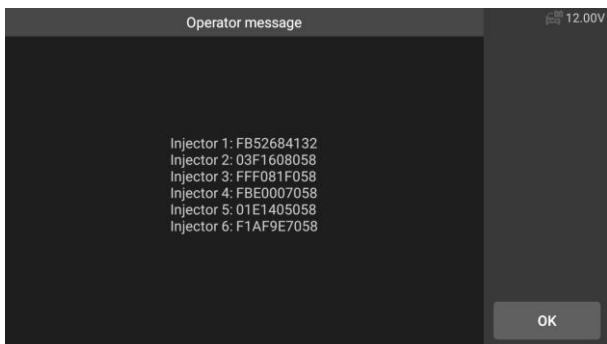 Operator message
12.00V
Injector 1: FB52684132
Injector 2: 03F1608058
Injector 3: FFF081F058
Injector 4: FBE0007058
Injector 5: 01E1405058
Injector 6: F1AF9E7058
OK